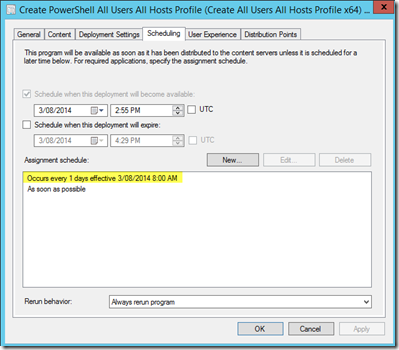 Create PowerShell All Users All Hosts Profile (Create All Users All Hosts Profile x64) ...
General Content Deployment Settings Scheduling User Experience Distribution Points
This program will be available as soon as it has been distributed to the content servers unless it is scheduled for a
later time below. For required applications, specify the assignment schedule.
Schedule when this deployment will become available:
3/08/2014 2:55 PM UTC
Schedule when this deployment will expire:
3/08/2014 4:29 PM UTC
Assignment schedule: New... Edit... Delete
Occurs every 1 days effective 3/08/2014 8:00 AM
As soon as possible
Rerun behavior: Always rerun program
OK Cancel Apply